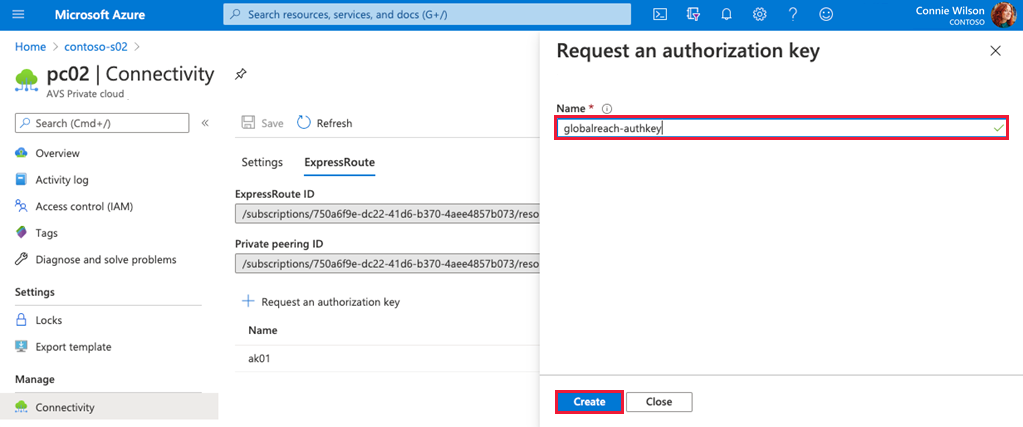 Microsoft Azure
Search resources, services, and docs (G+/)
Connie Wilson
CONTOSO
Home > contoso-s02 >
pc02 | Connectivity
AVS Private cloud
Search (Cmd+/)
Overview
Activity log
Access control (IAM)
Tags
Diagnose and solve problems
Settings
Locks
Export template
Manage
Connectivity
Save
Refresh
Settings
ExpressRoute
ExpressRoute ID
/subscriptions/750a6f9e-dc22-41d6-b370-4aee4857b073/reso
Private peering ID
/subscriptions/750a6f9e-dc22-41d6-b370-4aee4857b073/reso
+ Request an authorization key
Name
ak01
Request an authorization key
Name *
globalreach-authkey
Create
Close